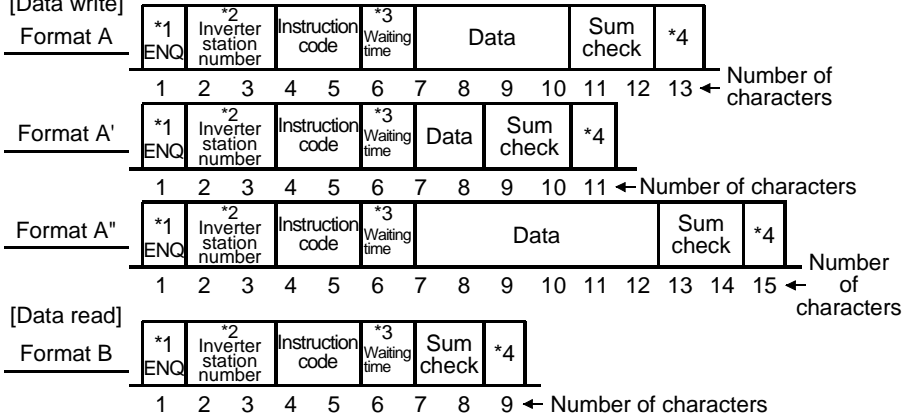 [Data write]
Format A
*1 ENQ
*2 Inverter station number
Instruction code
*3 Waiting time
Data
Sum check
*4
1 2 3 4 5 6 7 8 9 10 11 12 13
Number of characters
Format A'
*1 ENQ
*2 Inverter station number
Instruction code
*3 Waiting time
Data
Sum check
*4
1 2 3 4 5 6 7 8 9 10 11
Number of characters
Format A"
*1 ENQ
*2 Inverter station number
Instruction code
*3 Waiting time
Data
Sum check
*4
1 2 3 4 5 6 7 8 9 10 11 12 13 14 15
Number of characters
[Data read]
Format B
*1 ENQ
*2 Inverter station number
Instruction code
*3 Waiting time
Sum check
*4
1 2 3 4 5 6 7 8 9
Number of characters